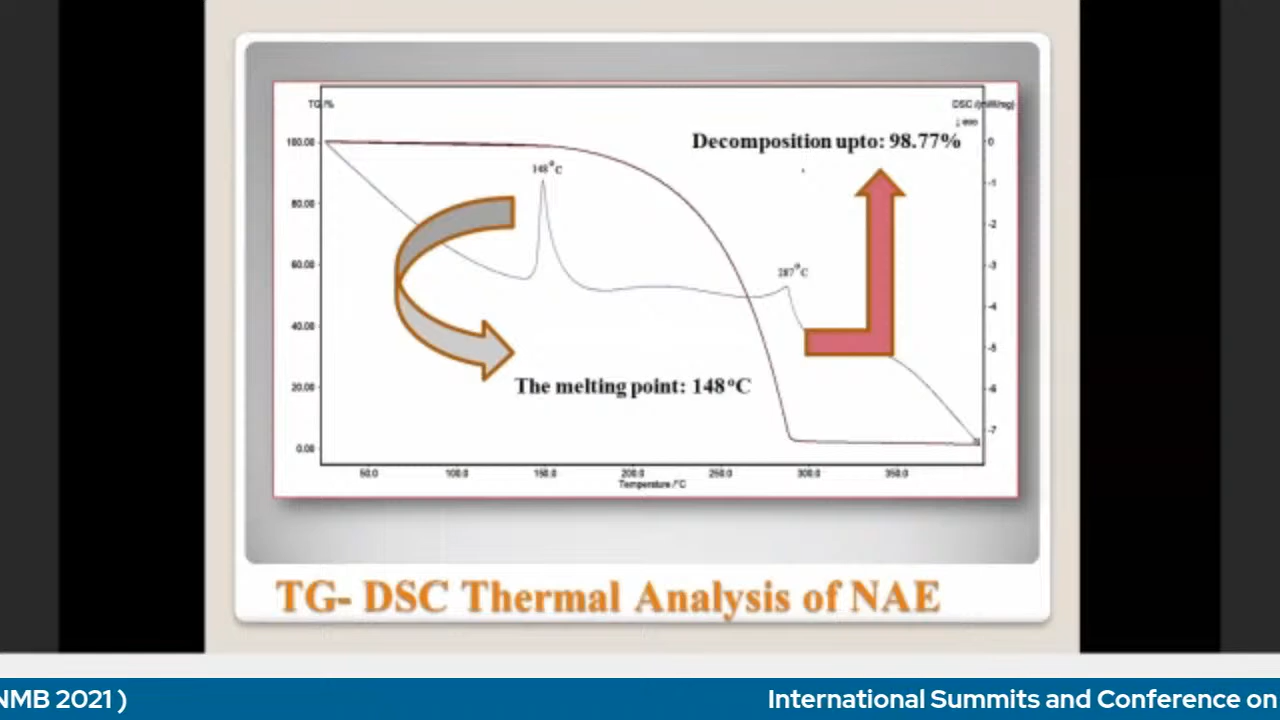 TG /%
DSC /(mW/mg)
↓ exo
100.00
80.00
60.00
40.00
20.00
0.00
0
-1
-2
-3
-4
-5
-6
-7
Decomposition upto: 98.77%
148°C
287°C
The melting point: 148°C
50.0 100.0 150.0 200.0 250.0 300.0 350.0
Temperature /°C
TG- DSC Thermal Analysis of NAE
NMB 2021 ) International Summits and Conference on